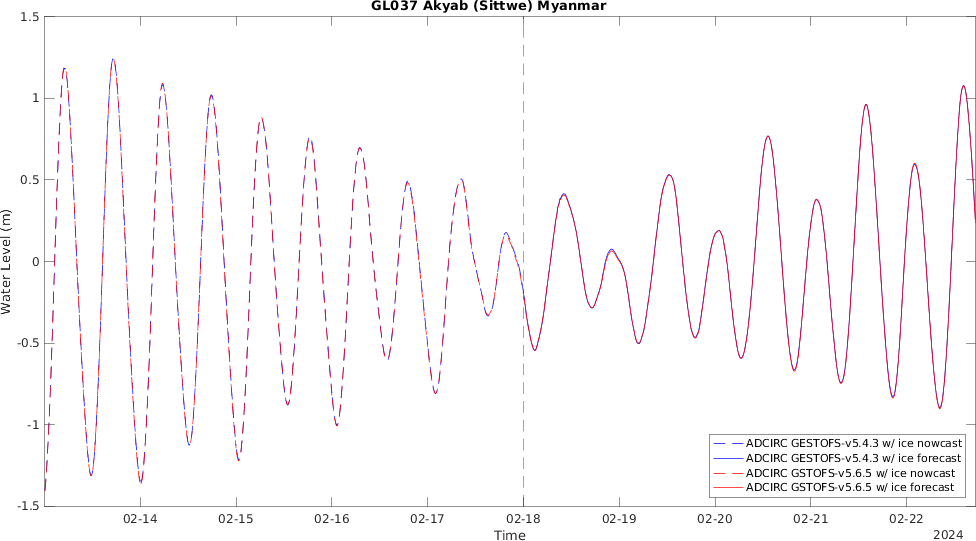 GL037 Akyab (Sittwe) Myanmar
1.5
1
0.5
0
-0.5
-1
-1.5
Water Level (m)
02-14 02-15 02-16 02-17 02-18 02-19 02-20 02-21 02-22
Time
2024
ADCIRC GESTOFS-v5.4.3 w/ ice nowcast
ADCIRC GESTOFS-v5.4.3 w/ ice forecast
ADCIRC GSTOFS-v5.6.5 w/ ice nowcast
ADCIRC GSTOFS-v5.6.5 w/ ice forecast